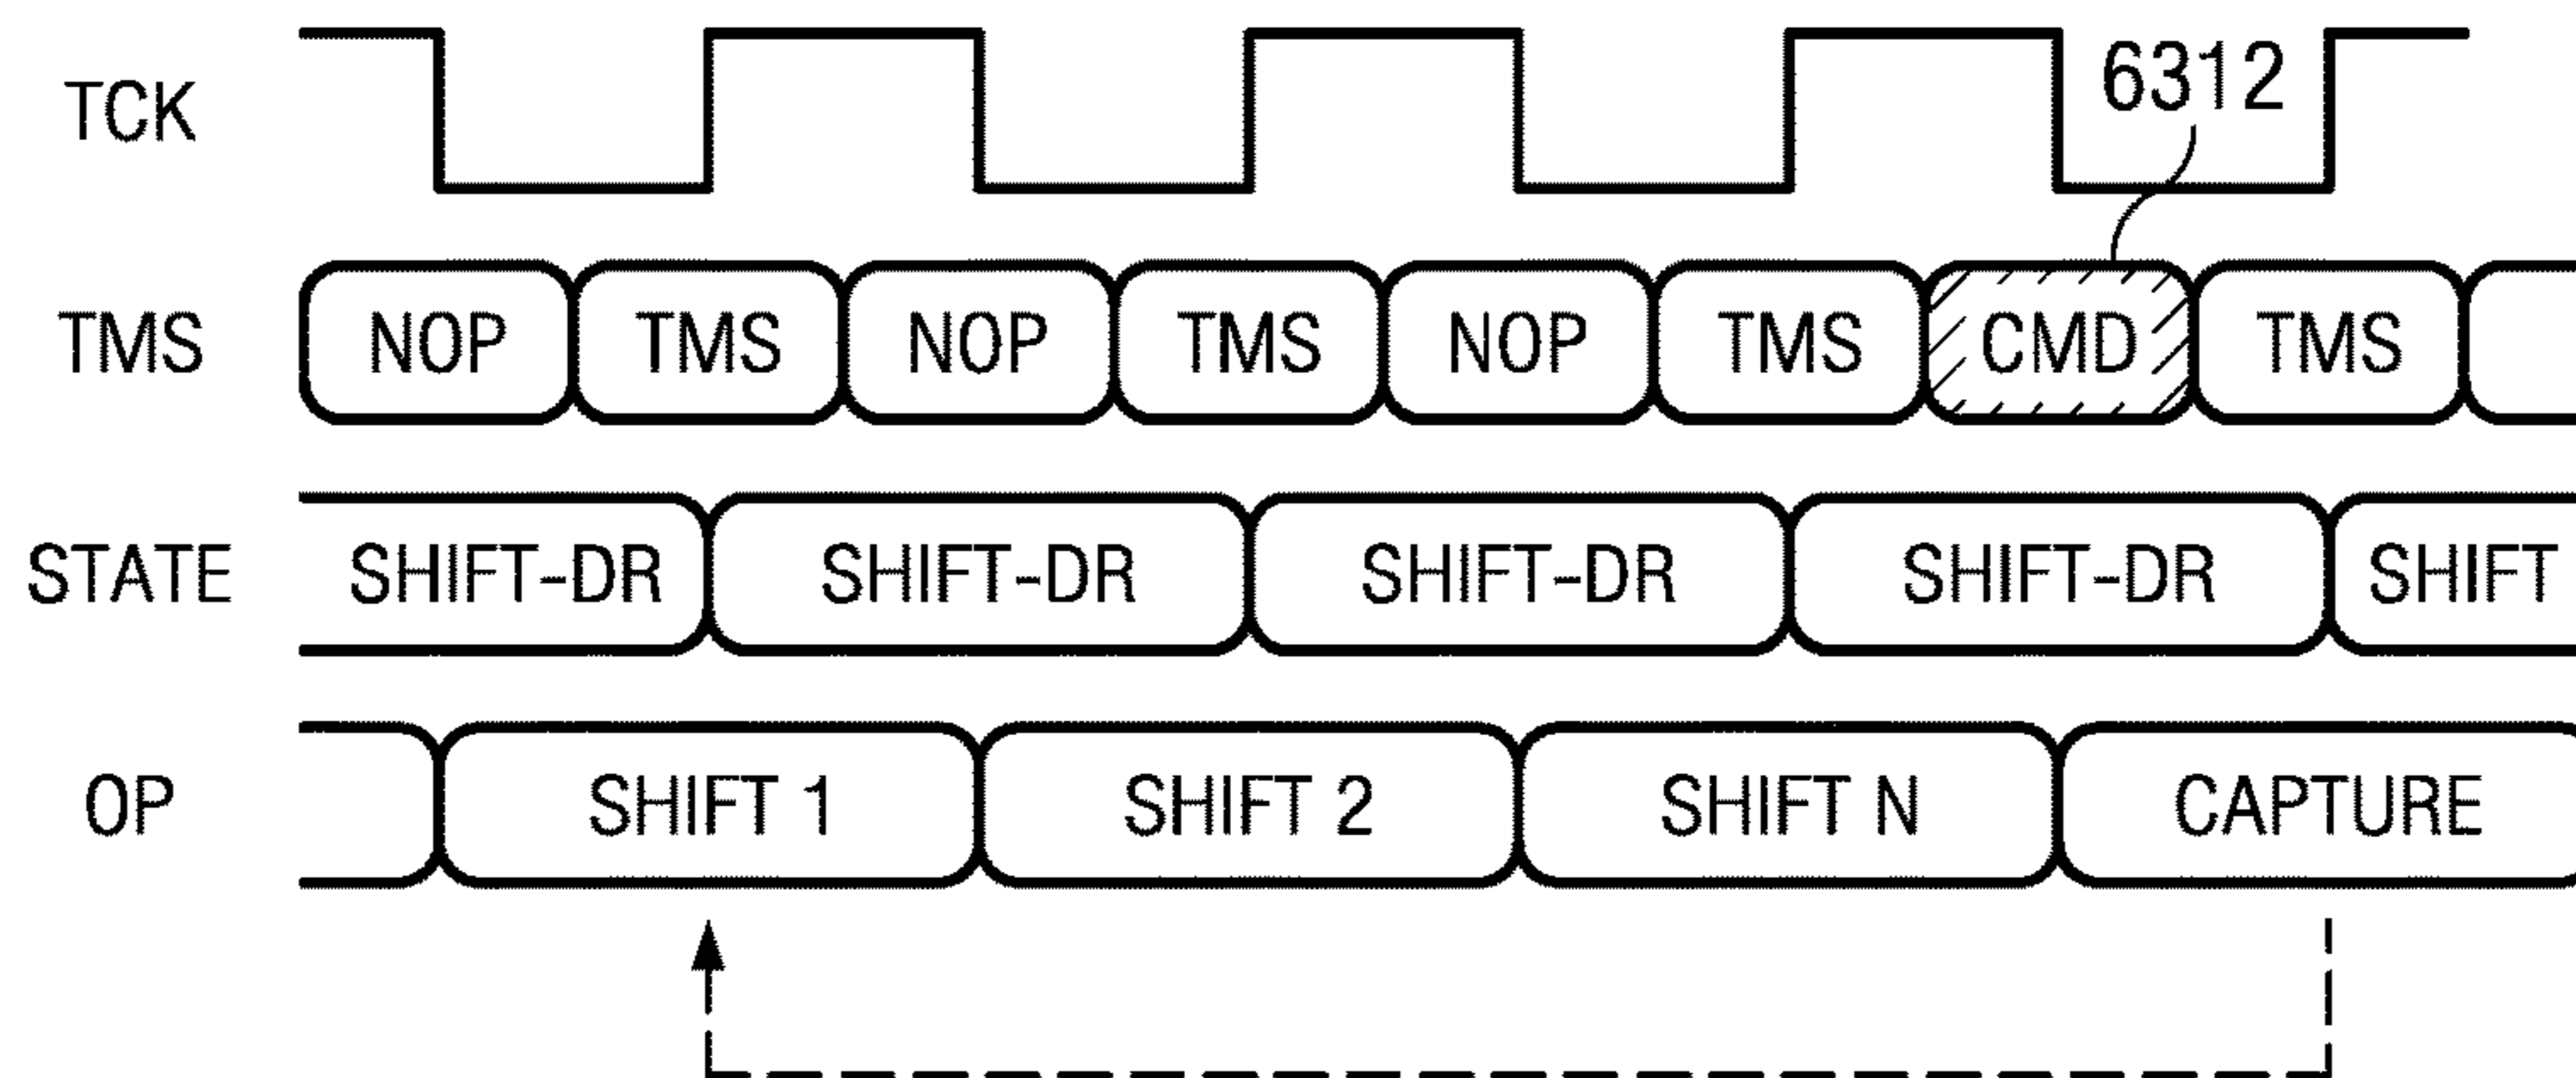 TCK 6312
TMS NOP TMS NOP TMS NOP TMS CMD TMS
STATE SHIFT-DR SHIFT-DR SHIFT-DR SHIFT-DR SHIFT
OP SHIFT 1 SHIFT 2 SHIFT N CAPTURE